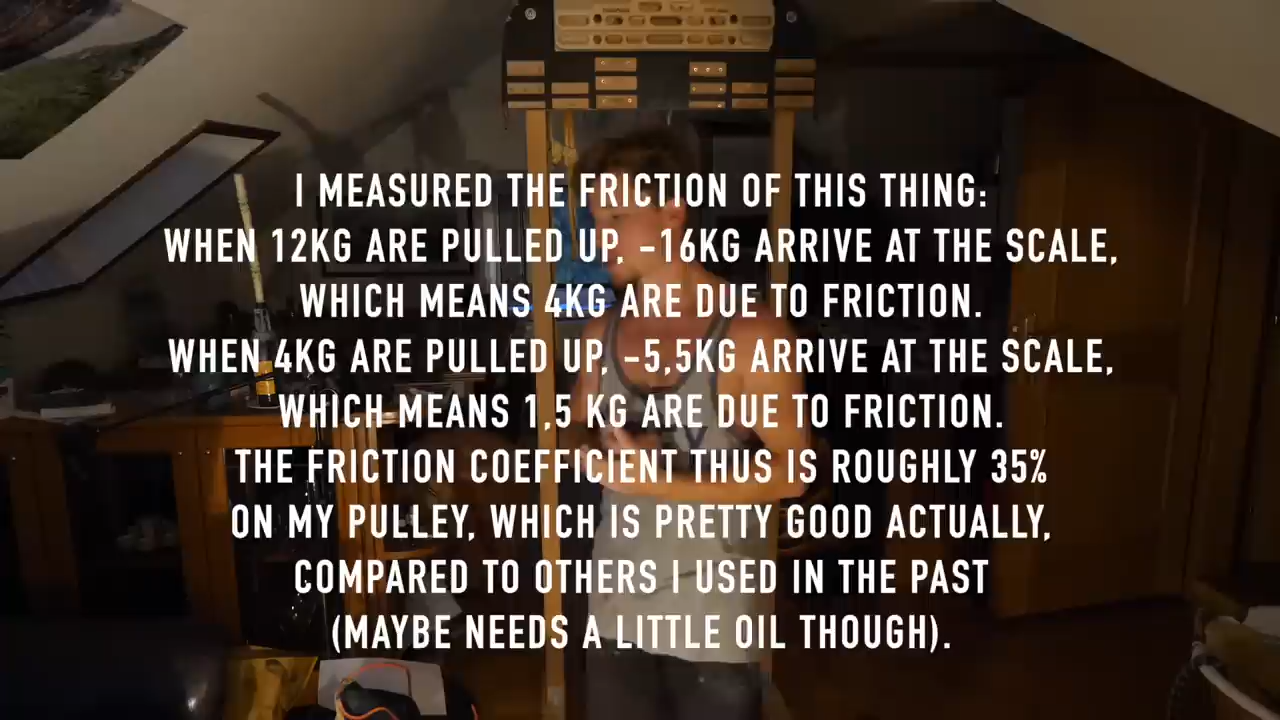 I MEASURED THE FRICTION OF THIS THING:
WHEN 12KG ARE PULLED UP, -16KG ARRIVE AT THE SCALE,
WHICH MEANS 4KG ARE DUE TO FRICTION.
WHEN 4KG ARE PULLED UP, -5,5KG ARRIVE AT THE SCALE,
WHICH MEANS 1,5 KG ARE DUE TO FRICTION.
THE FRICTION COEFFICIENT THUS IS ROUGHLY 35%
ON MY PULLEY, WHICH IS PRETTY GOOD ACTUALLY,
COMPARED TO OTHERS I USED IN THE PAST
(MAYBE NEEDS A LITTLE OIL THOUGH).